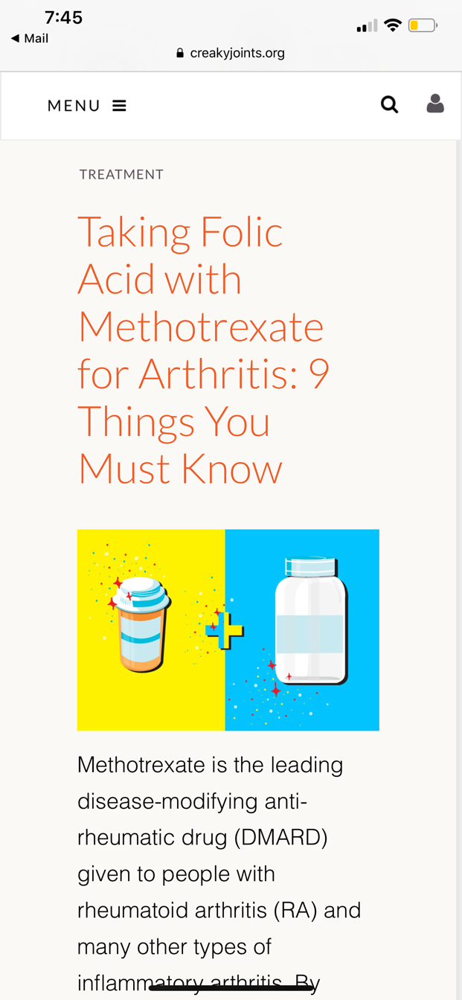 7:45
◀ Mail
creakyjoints.org
MENU
TREATMENT
Taking Folic
Acid with
Methotrexate
for Arthritis: 9
Things You
Must Know
Methotrexate is the leading
disease-modifying anti-
rheumatic drug (DMARD)
given to people with
rheumatoid arthritis (RA) and
many other types of
inflammatory arthritis. By